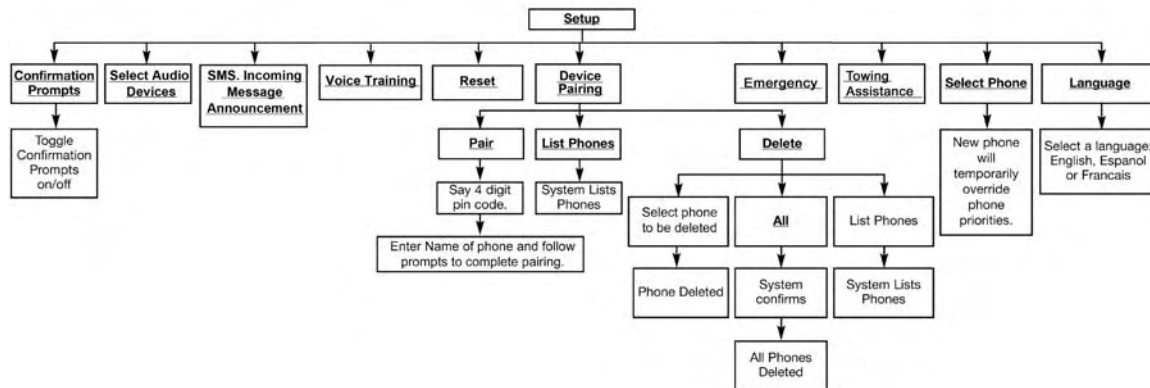 Setup
Confirmation
Prompts
Select Audio
Devices
SMS. Incoming
Message
Announcement
Voice Training
Reset
Device
Pairing
Emergency
Towing
Assistance
Select Phone
Language
Toggle
Confirmation
Prompts
on/off
Pair
List Phones
Delete
New phone
will
temporarily
override
phone
priorities.
Select a language:
English, Espanol
or Francais
Say 4 digit
pin code.
System Lists
Phones
Enter Name of phone and follow
prompts to complete pairing.
Select phone
to be deleted
All
List Phones
Phone Deleted
System
confirms
System Lists
Phones
All Phones
Deleted